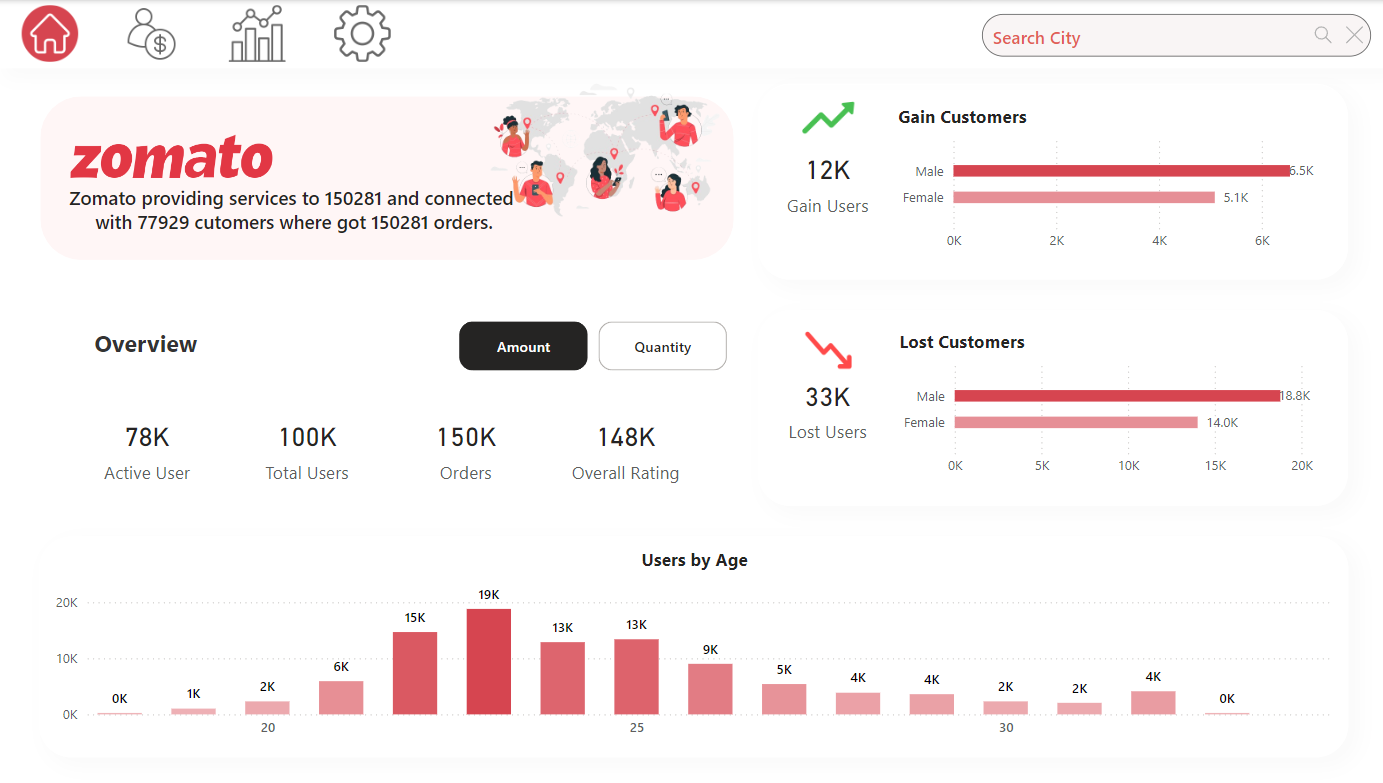 Search City
zomato
Zomato providing services to 150281 and connected
with 77929 cutomers where got 150281 orders.
Gain Customers
12K
Gain Users
Male
6.5K
Female
5.1K
0K 2K 4K 6K
Overview
Amount
Quantity
78K
Active User
100K
Total Users
150K
Orders
148K
Overall Rating
Lost Customers
33K
Lost Users
Male
18.8K
Female
14.0K
0K 5K 10K 15K 20K
Users by Age
20K
10K
0K
0K 1K 2K 6K 15K 19K 13K 13K 9K 5K 4K 4K 2K 2K 4K 0K
20 25 30